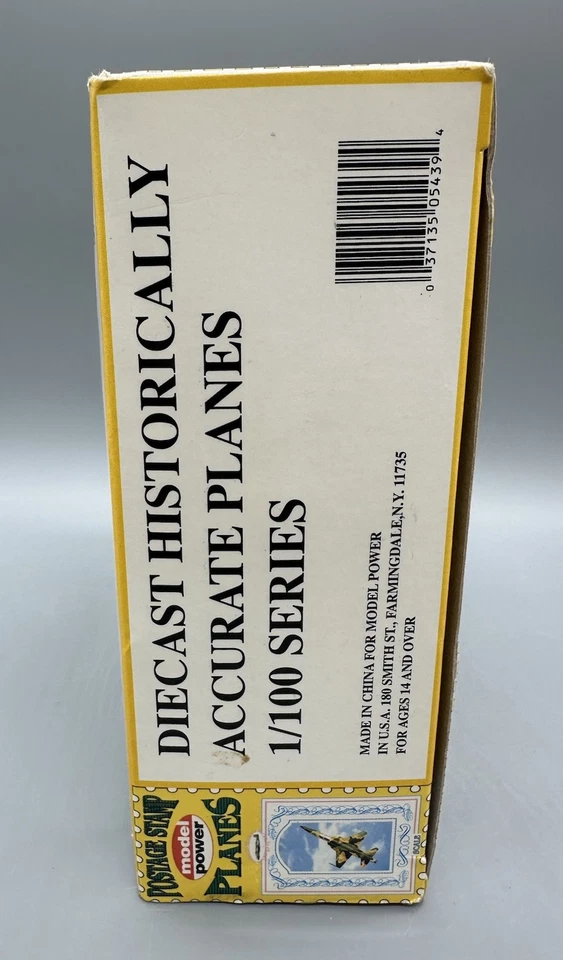 DIECAST HISTORICALLY
ACCURATE PLANES
1/100 SERIES
0 37135 05439 4
MADE IN CHINA FOR MODEL POWER
IN U.S.A. 180 SMITH ST., FARMINGDALE,N.Y. 11735
FOR AGES 14 AND OVER
POSTAGE STAMP
model
power
PLANES
SCALE